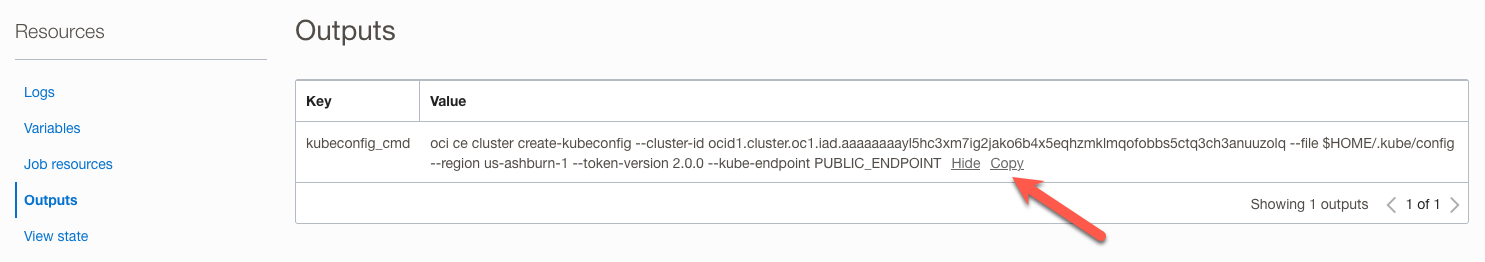 Resources
Logs
Variables
Job resources
Outputs
View state
Outputs
Key Value
kubeconfig_cmd oci ce cluster create-kubeconfig --cluster-id ocid1.cluster.oc1.iad.aaaaaaaayl5hc3xm7ig2jako6b4x5eqhzmklmqofobbs5ctq3ch3anuuzolq --file $HOME/.kube/config
--region us-ashburn-1 --token-version 2.0.0 --kube-endpoint PUBLIC_ENDPOINT Hide Copy
Showing 1 outputs 1 of 1